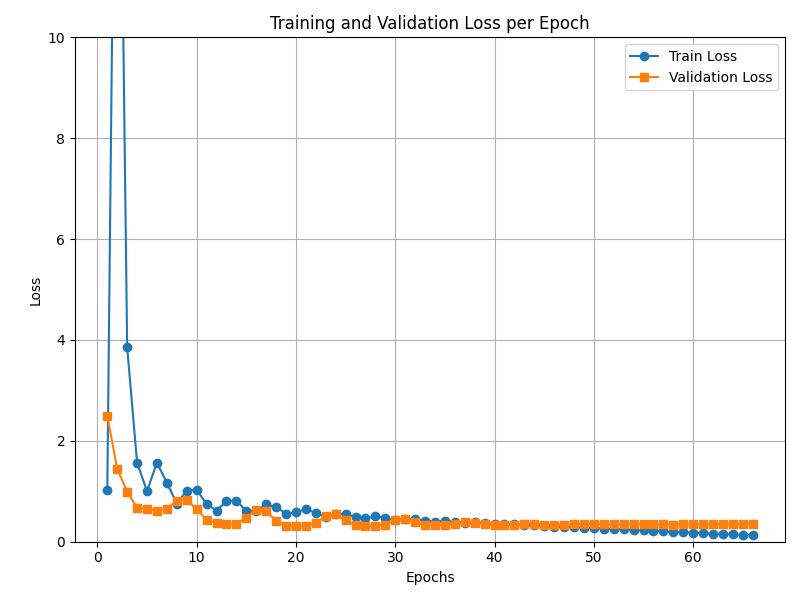 Training and Validation Loss per Epoch
Train Loss
Validation Loss
10
8
6
4
2
0
Loss
0 10 20 30 40 50 60
Epochs